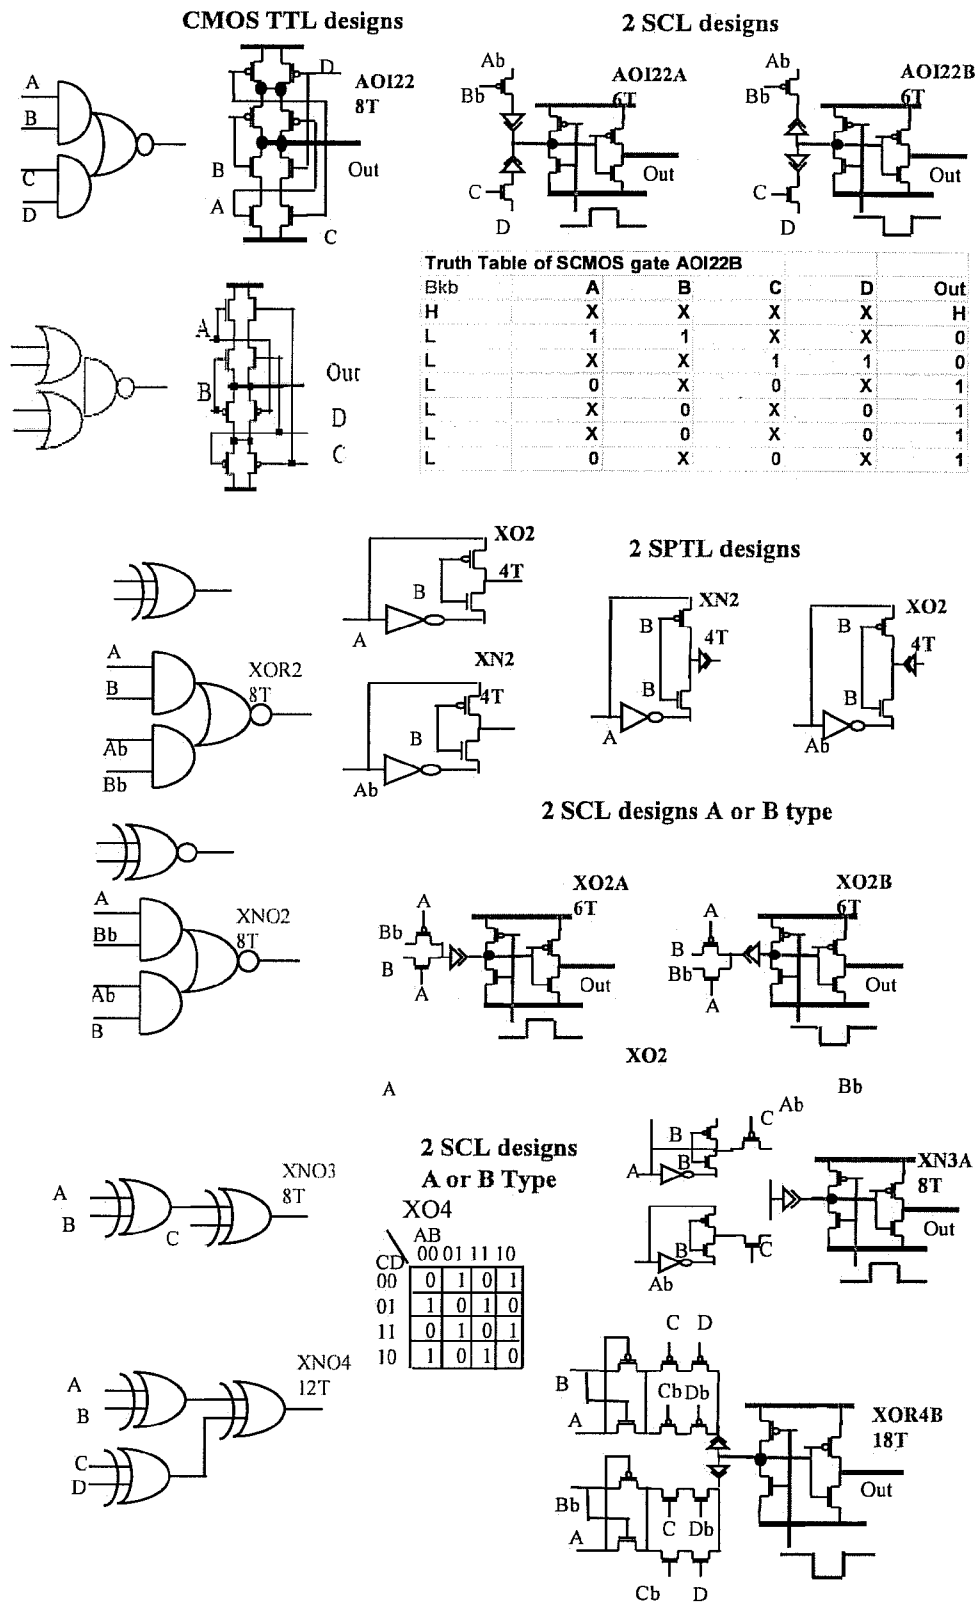 CMOS TTL designs
2 SCL designs
A
B
C
D
AOI22
8T
D
B
Out
A
C
Ab
Bb
AOI22A
6T
Out
C
D
Ab
Bb
AOI22B
6T
Out
C
D
Truth Table of SCMOS gate AOI22B
Bkb A B C D Out
H X X X X H
L 1 1 X X 0
L X X 1 1 0
L 0 X 0 X 1
L X 0 X 0 1
L X 0 X 0 1
L 0 X 0 X 1
A
B
Out
D
C
XO2
4T
B
A
2 SPTL designs
XN2
B
4T
B
A
XO2
B
4T
B
Ab
A
B
XOR2
8T
Ab
Bb
XN2
4T
B
Ab
2 SCL designs A or B type
A
Bb
XNO2
8T
Ab
B
XO2A
6T
A
Bb
B
A
Out
XO2B
6T
A
B
Bb
A
Out
XO2
A
Bb
Ab
C
B
B
A
2 SCL designs
A or B Type
XNO3
8T
A
B
C
XN3A
8T
Out
B
C
Ab
XO4
AB
00 01 11 10
CD
00 0 1 0 1
01 1 0 1 0
11 0 1 0 1
10 1 0 1 0
XNO4
12T
A
B
C
D
C D
B
Cb Db
A
XOR4B
18T
Out
Bb
C Db
A
Cb D